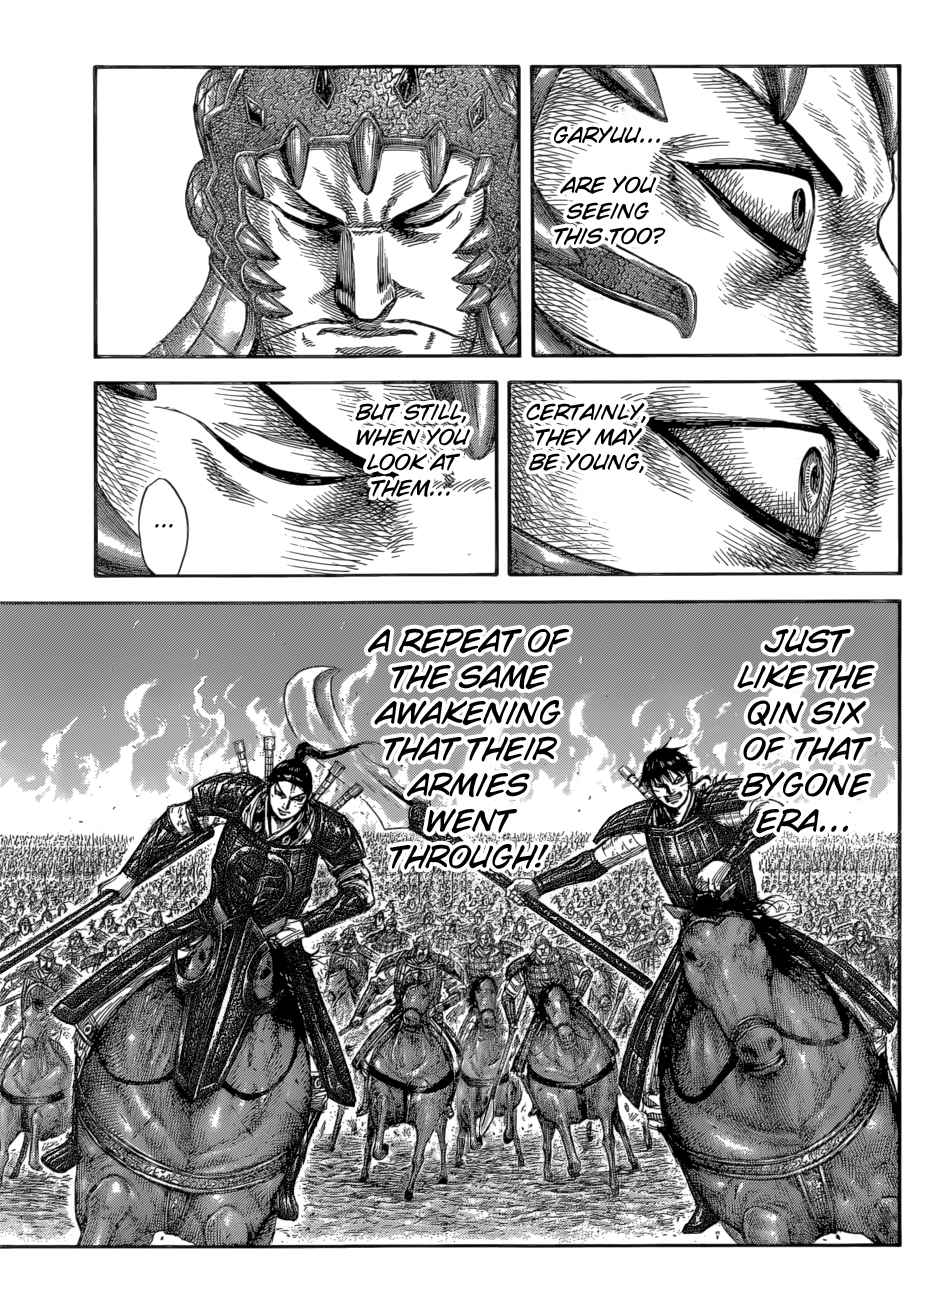 GARYUU...
ARE YOU
SEEING
THIS TOO?
CERTAINLY,
THEY MAY
BE YOUNG,
BUT STILL,
WHEN YOU
LOOK AT
THEM...
...
JUST
LIKE THE
QIN SIX
OF THAT
BYGONE
ERA...
A REPEAT OF
THE SAME
AWAKENING
THAT THEIR
ARMIES
WENT
THROUGH!